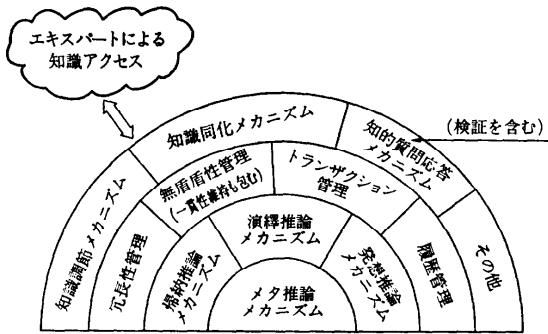 エキスパートによる
知識アクセス
知識同化メカニズム
知的質問応答
メカニズム
(検証を含む)
知識調節メカニズム
無盾盾性管理
(一貫性維持も包む)
トランザクション
管理
冗長性管理
帰納推論
メカニズム
演繹推論
メカニズム
発想推論
メカニズム
履歴管理
その他
メタ推論
メカニズム